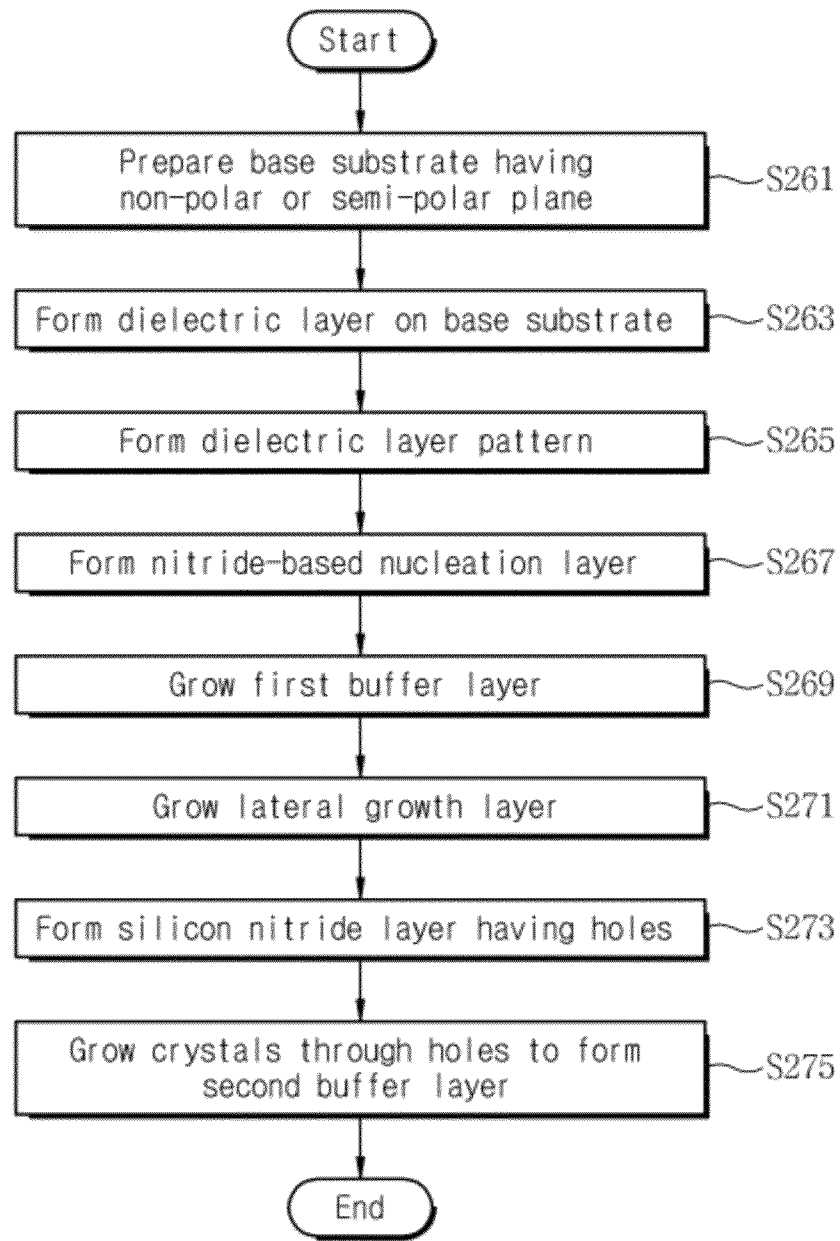 Start
Prepare base substrate having
non-polar or semi-polar plane
S261
Form dielectric layer on base substrate
S263
Form dielectric layer pattern
S265
Form nitride-based nucleation layer
S267
Grow first buffer layer
S269
Grow lateral growth layer
S271
Form silicon nitride layer having holes
S273
Grow crystals through holes to form
second buffer layer
S275
End